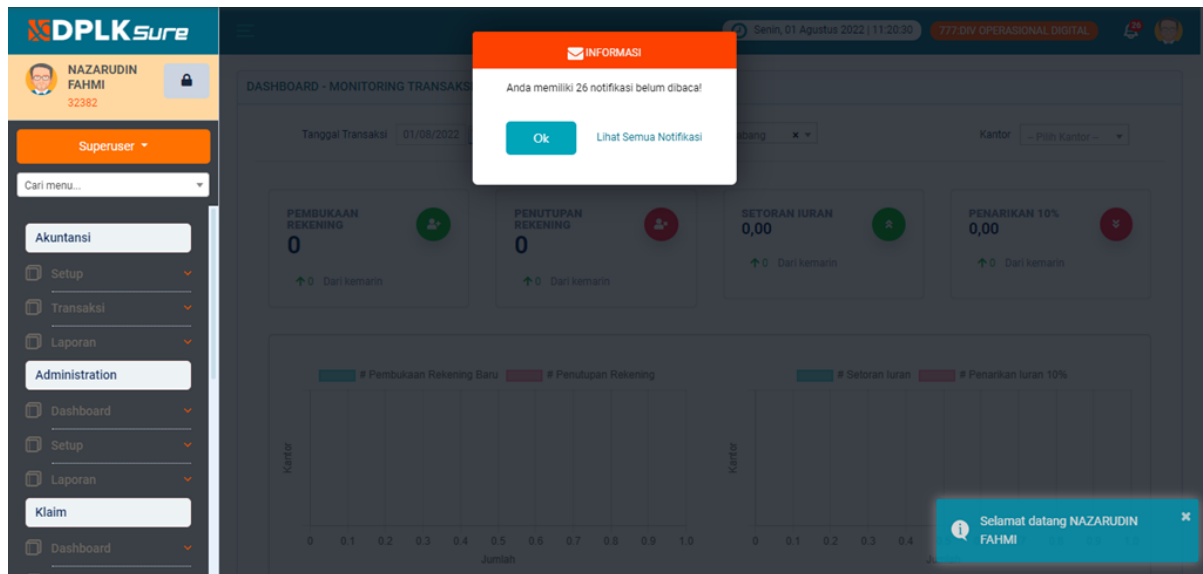 DPLKSure
NAZARUDIN
FAHMI
32382
Superuser
Cari menu...
Akuntansi
Setup
Transaksi
Laporan
Administration
Dashboard
Setup
Laporan
Klaim
Dashboard
Senin, 01 Agustus 2022 | 11:20:30
777:DIV OPERASIONAL DIGITAL
26
INFORMASI
Anda memiliki 26 notifikasi belum dibaca!
Ok
Lihat Semua Notifikasi
DASHBOARD - MONITORING TRANSAKS
Tanggal Transaksi
01/08/2022
abang
Kantor
-- Pilih Kantor --
PEMBUKAAN
REKENING
0
0 Dari kemarin
PENUTUPAN
REKENING
0
0 Dari kemarin
SETORAN IURAN
0,00
0 Dari kemarin
PENARIKAN 10%
0,00
0 Dari kemarin
# Pembukaan Rekening Baru # Penutupan Rekening
Kantor
0 0.1 0.2 0.3 0.4 0.5 0.6 0.7 0.8 0.9 1.0
Jumlah
# Setoran Iuran # Penarikan Iuran 10%
Kantor
0 0.1 0.2 0.3 0.4
Selamat datang NAZARUDIN
FAHMI